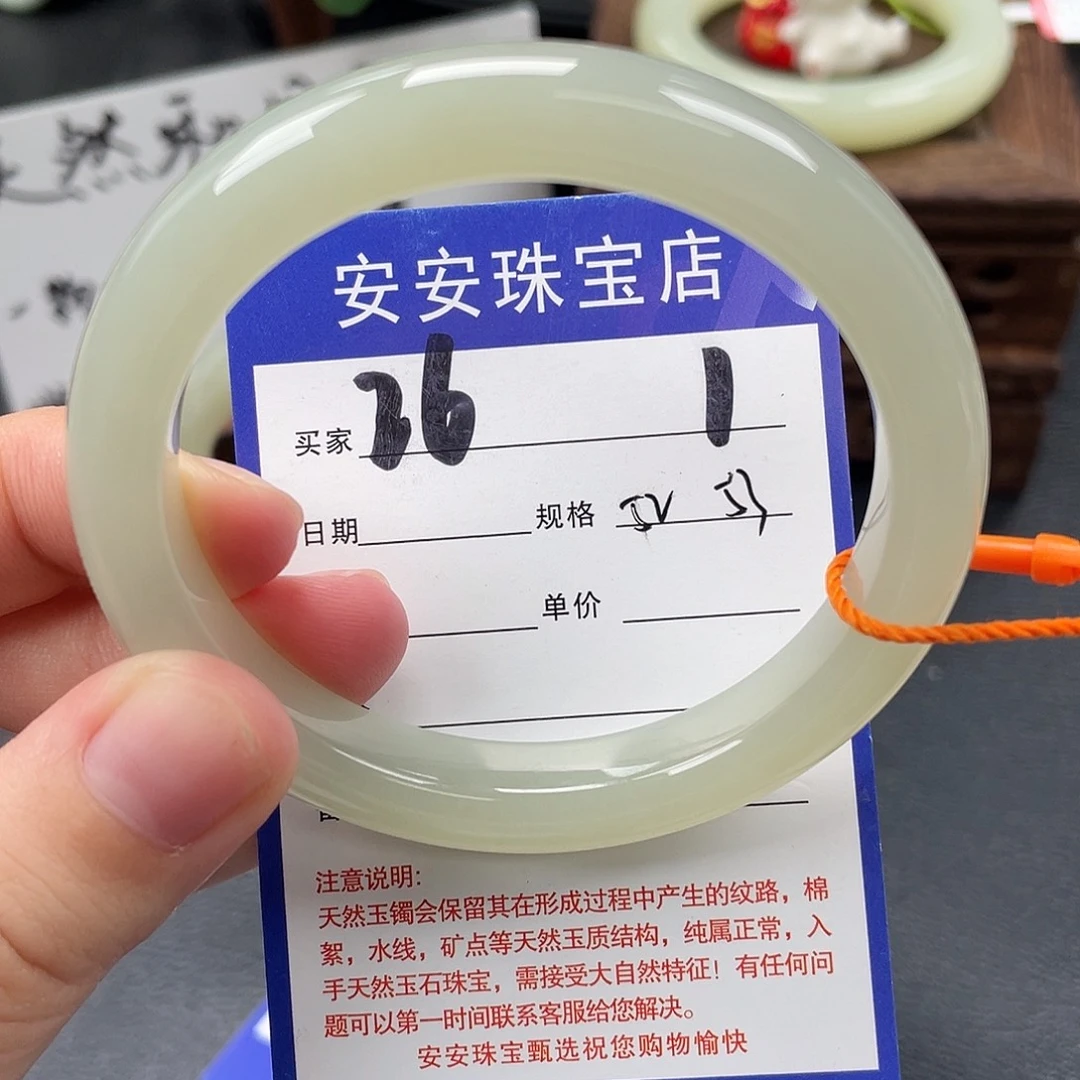 安安珠宝店
买家 26 1
日期 规格
单价
注意说明:
天然玉镯会保留其在形成过程中产生的纹路，棉
絮，水线，矿点等天然玉质结构，纯属正常，入
手天然玉石珠宝，需接受大自然特征！有任何问
题可以第一时间联系客服给您解决。
安安珠宝甄选祝您购物愉快